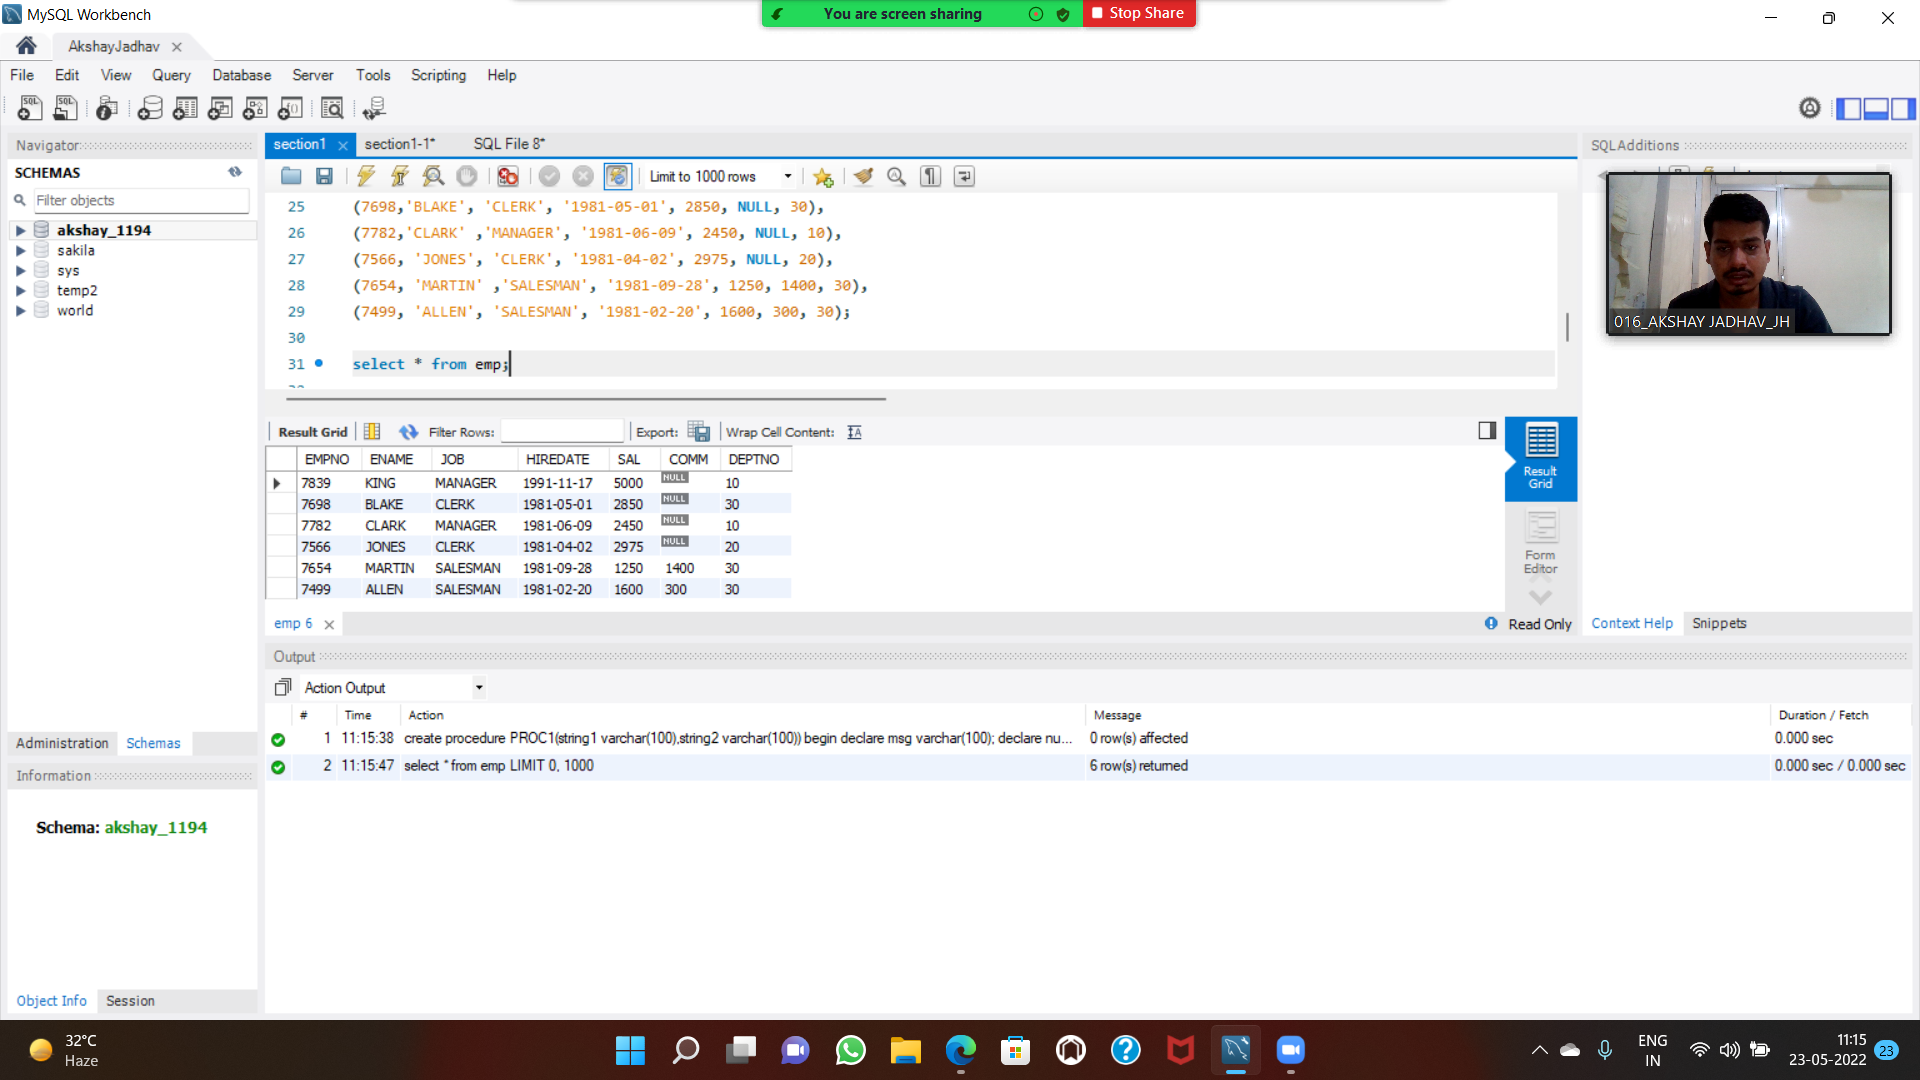 MySQL Workbench
You are screen sharing
Stop Share
AkshayJadhav
File Edit View Query Database Server Tools Scripting Help
Navigator
SCHEMAS
Filter objects
akshay_1194
sakila
sys
temp2
world
Administration Schemas
Information
Schema: akshay_1194
Object Info Session
section1 section1-1* SQL File 8*
Limit to 1000 rows
25 (7698,'BLAKE', 'CLERK', '1981-05-01', 2850, NULL, 30),
26 (7782,'CLARK' ,'MANAGER', '1981-06-09', 2450, NULL, 10),
27 (7566, 'JONES', 'CLERK', '1981-04-02', 2975, NULL, 20),
28 (7654, 'MARTIN' ,'SALESMAN', '1981-09-28', 1250, 1400, 30),
29 (7499, 'ALLEN', 'SALESMAN', '1981-02-20', 1600, 300, 30);
30
31 select * from emp;
Result Grid Filter Rows: Export: Wrap Cell Content:
EMPNO ENAME JOB HIREDATE SAL COMM DEPTNO
7839 KING MANAGER 1991-11-17 5000 NULL 10
7698 BLAKE CLERK 1981-05-01 2850 NULL 30
7782 CLARK MANAGER 1981-06-09 2450 NULL 10
7566 JONES CLERK 1981-04-02 2975 NULL 20
7654 MARTIN SALESMAN 1981-09-28 1250 1400 30
7499 ALLEN SALESMAN 1981-02-20 1600 300 30
Result
Grid
Form
Editor
emp 6
Read Only
SQLAdditions
016_AKSHAY JADHAV_JH
Context Help Snippets
Output
Action Output
# Time Action Message Duration / Fetch
1 11:15:38 create procedure PROC1(string1 varchar(100),string2 varchar(100)) begin declare msg varchar(100); declare nu... 0 row(s) affected 0.000 sec
2 11:15:47 select * from emp LIMIT 0, 1000 6 row(s) returned 0.000 sec / 0.000 sec
32°C
Haze
ENG
IN
11:15
23-05-2022
23